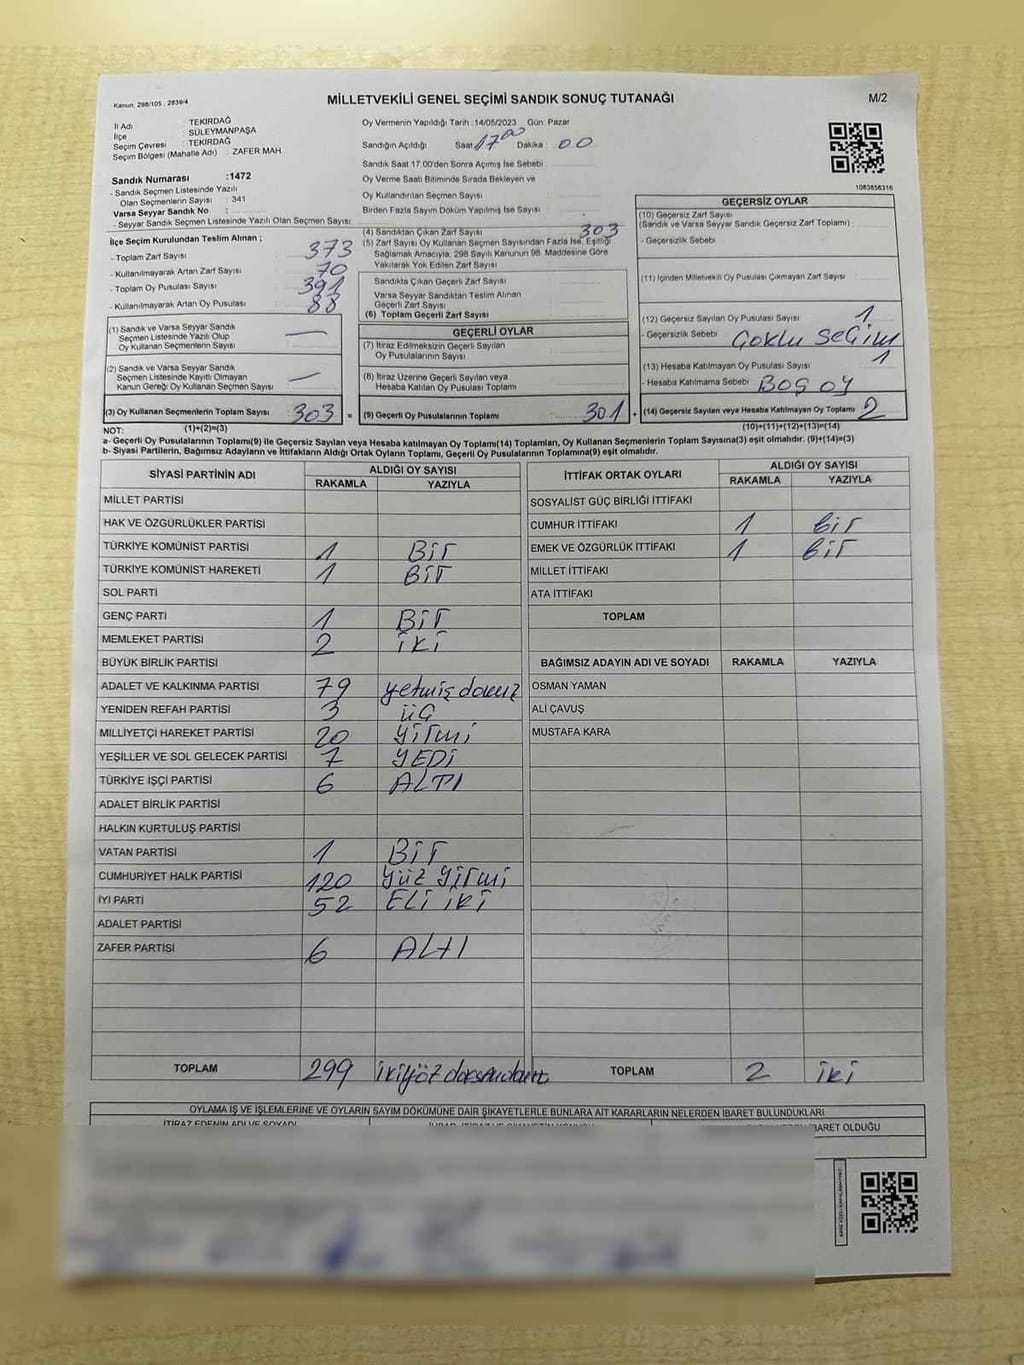 Kanun: 298/105, 2839/4
MİLLETVEKİLİ GENEL SEÇİMİ SANDIK SONUÇ TUTANAĞI
M/2
İl Adı : TEKİRDAĞ
İlçe : SÜLEYMANPAŞA
Seçim Çevresi : TEKİRDAĞ
Seçim Bölgesi (Mahalle Adı) : ZAFER MAH
Oy Vermenin Yapıldığı Tarih :14/05/2023 Gün: Pazar
Sandığın Açıldığı Saat 17 00 Dakika : 00
Sandık Saat 17.00'den Sonra Açılmış İse Sebebi :
Oy Verme Saati Bitiminde Sırada Bekleyen ve
Oy Kullandırılan Seçmen Sayısı :
Birden Fazla Sayım Döküm Yapılmış İse Sayısı :
1083856316
Sandık Numarası :1472
- Sandık Seçmen Listesinde Yazılı
Olan Seçmenlerin Sayısı : 341
Varsa Seyyar Sandık No :
- Seyyar Sandık Seçmen Listesinde Yazılı Olan Seçmen Sayısı:
İlçe Seçim Kurulundan Teslim Alınan ;
- Toplam Zarf Sayısı : 373
- Kullanılmayarak Artan Zarf Sayısı : 70
- Toplam Oy Pusulası Sayısı : 391
- Kullanılmayarak Artan Oy Pusulası : 88
(1) Sandık ve Varsa Seyyar Sandık
Seçmen Listesinde Yazılı Olup
Oy Kullanan Seçmenlerin Sayısı :
(2) Sandık ve Varsa Seyyar Sandık
Seçmen Listesinde Kayıtlı Olmayan
Kanun Gereği Oy Kullanan Seçmen Sayısı :
(3) Oy Kullanan Seçmenlerin Toplam Sayısı : 303 =
(1)+(2)=(3)
(4) Sandıktan Çıkan Zarf Sayısı : 303
(5) Zarf Sayısı Oy Kullanan Seçmen Sayısından Fazla İse, Eşitliği
Sağlamak Amacıyla, 298 Sayılı Kanunun 98. Maddesine Göre
Yakılarak Yok Edilen Zarf Sayısı :
Sandıkta Çıkan Geçerli Zarf Sayısı :
Varsa Seyyar Sandıktan Teslim Alınan
Geçerli Zarf Sayısı :
(6) Toplam Geçerli Zarf Sayısı :
GEÇERLİ OYLAR
(7) İtiraz Edilmeksizin Geçerli Sayılan
Oy Pusulalarının Sayısı :
(8) İtiraz Üzerine Geçerli Sayılan veya
Hesaba Katılan Oy Pusulaları Toplamı :
(9) Geçerli Oy Pusulalarının Toplamı : 301 +
GEÇERSİZ OYLAR
(10) Geçersiz Zarf Sayısı
(Sandık ve Varsa Seyyar Sandık Geçersiz Zarf Toplamı) :
- Geçersizlik Sebebi :
(11) İçinden Milletvekili Oy Pusulası Çıkmayan Zarf Sayısı :
(12) Geçersiz Sayılan Oy Pusulası Sayısı : 1
- Geçersizlik Sebebi : Çoklu Seçim
(13) Hesaba Katılmayan Oy Pusulası Sayısı : 1
- Hesaba Katılmama Sebebi : BOŞ OY
(14) Geçersiz Sayılan veya Hesaba Katılmayan Oy Toplamı : 2
(10)+(11)+(12)+(13)=(14)
NOT:
a- Geçerli Oy Pusulalarının Toplamı(9) ile Geçersiz Sayılan veya Hesaba katılmayan Oy Toplamı(14) Toplamları, Oy Kullanan Seçmenlerin Toplam Sayısına(3) eşit olmalıdır. (9)+(14)=(3)
b- Siyasi Partilerin, Bağımsız Adayların ve İttifakların Aldığı Ortak Oyların Toplamı, Geçerli Oy Pusulalarının Toplamına(9) eşit olmalıdır.
SİYASİ PARTİNİN ADI ALDIĞI OY SAYISI
RAKAMLA YAZIYLA
MİLLET PARTİSİ
HAK VE ÖZGÜRLÜKLER PARTİSİ
TÜRKİYE KOMÜNİST PARTİSİ 1 BİR
TÜRKİYE KOMÜNİST HAREKETİ 1 BİR
SOL PARTİ
GENÇ PARTİ 1 BİR
MEMLEKET PARTİSİ 2 iKİ
BÜYÜK BİRLİK PARTİSİ
ADALET VE KALKINMA PARTİSİ 79 yetmiş dokuz
YENİDEN REFAH PARTİSİ 3 üç
MİLLİYETÇİ HAREKET PARTİSİ 20 yirmi
YEŞİLLER VE SOL GELECEK PARTİSİ 7 YEDİ
TÜRKİYE İŞÇİ PARTİSİ 6 ALTI
ADALET BİRLİK PARTİSİ
HALKIN KURTULUŞ PARTİSİ
VATAN PARTİSİ 1 BİR
CUMHURİYET HALK PARTİSİ 120 yüz yirmi
İYİ PARTİ 52 ELİ iKİ
ADALET PARTİSİ
ZAFER PARTİSİ 6 ALtI
TOPLAM 299
İTTİFAK ORTAK OYLARI ALDIĞI OY SAYISI
RAKAMLA YAZIYLA
SOSYALİST GÜÇ BİRLİĞİ İTTİFAKI
CUMHUR İTTİFAKI 1 bir
EMEK VE ÖZGÜRLÜK İTTİFAKI 1 bir
MİLLET İTTİFAKI
ATA İTTİFAKI
TOPLAM
BAĞIMSIZ ADAYIN ADI VE SOYADI RAKAMLA YAZIYLA
OSMAN YAMAN
ALİ ÇAVUŞ
MUSTAFA KARA
TOPLAM 2 iki
OYLAMA İŞ VE İŞLEMLERİNE VE OYLARIN SAYIM DÖKÜMÜNE DAİR ŞİKAYETLERLE BUNLARA AİT KARARLARIN NELERDEN İBARET BULUNDUKLARI
İTİRAZ EDENİN ADI VE SOYADI
İBARET OLDUĞU